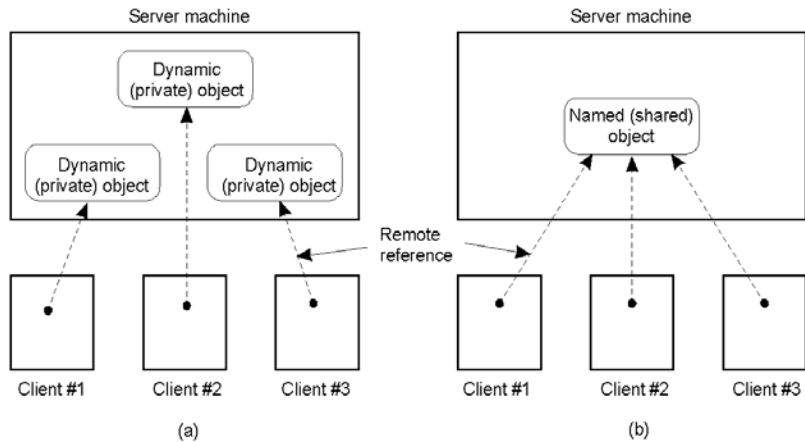 Server machine
Dynamic
(private) object
Dynamic
(private) object
Dynamic
(private) object
Client #1
Client #2
Client #3
(a)
Remote
reference
Server machine
Named (shared)
object
Client #1
Client #2
Client #3
(b)